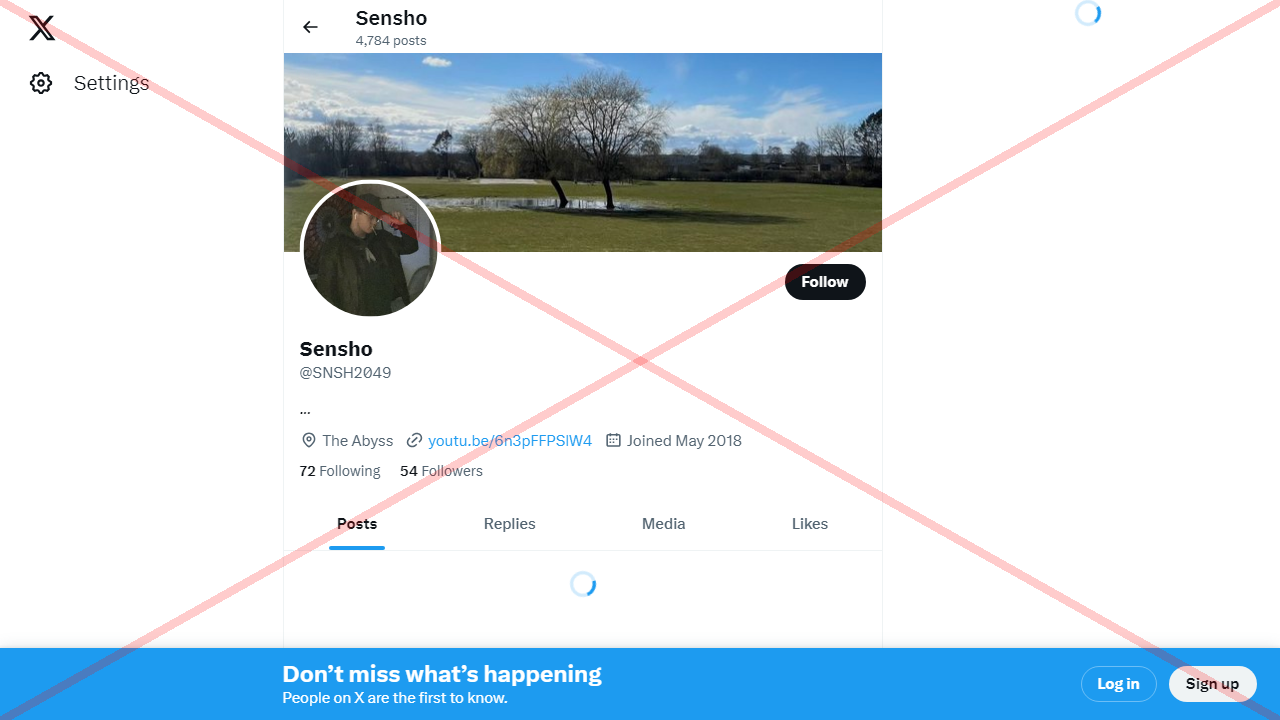 Settings
Sensho
4,784 posts
Follow
Sensho
@SNSH2049
...
The Abyss youtu.be/6n3pFFPSlW4 Joined May 2018
72 Following 54 Followers
Posts Replies Media Likes
Don’t miss what’s happening
People on X are the first to know.
Log in Sign up